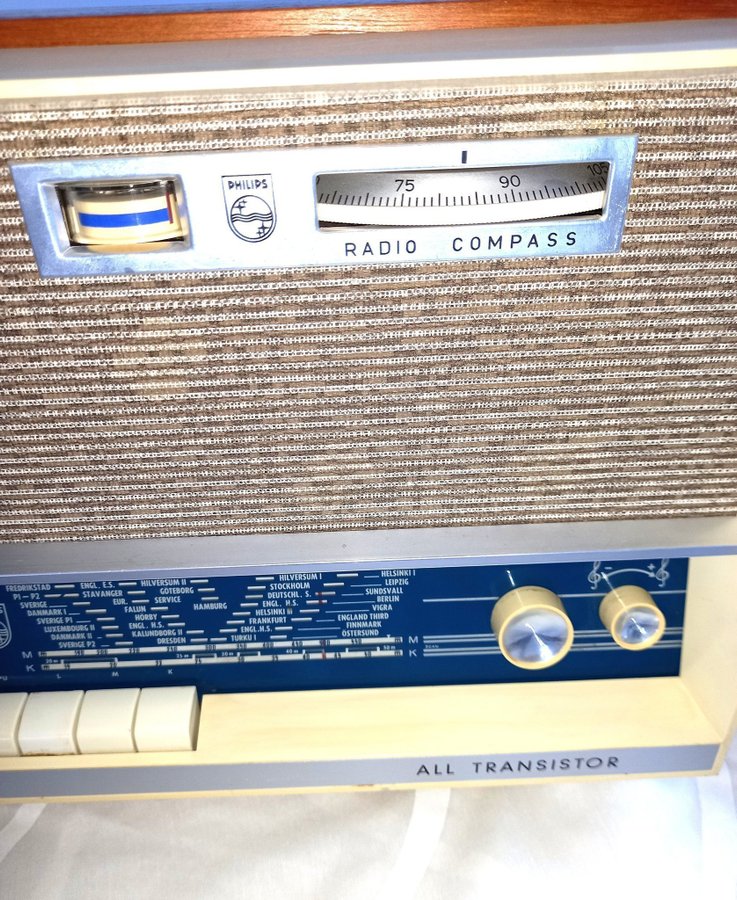 PHILIPS
75 90 105
RADIO COMPASS
FREDRIKSTAD ENGL. E.S. HILVERSUM II HILVERSUM I HELSINKI I
P1 – P2 STAVANGER GÖTEBORG STOCKHOLM LEIPZIG
SVERIGE EUR. SERVICE DEUTSCHL. S. SUNDSVALL
DANMARK I FALUN HAMBURG ENGL. H.S. BERLIN
SVERIGE P1 HÖRBY HELSINKI II VIGRA
LUXEMBOURG II ENGL. H.S. FRANKFURT ENGLAND THIRD
DANMARK II KALUNDBORG II ENGL.H.S. FINNMARK
SVERIGE P2 DRESDEN TURKU I ÖSTERSUND
M M
K K
L M K
ALL TRANSISTOR